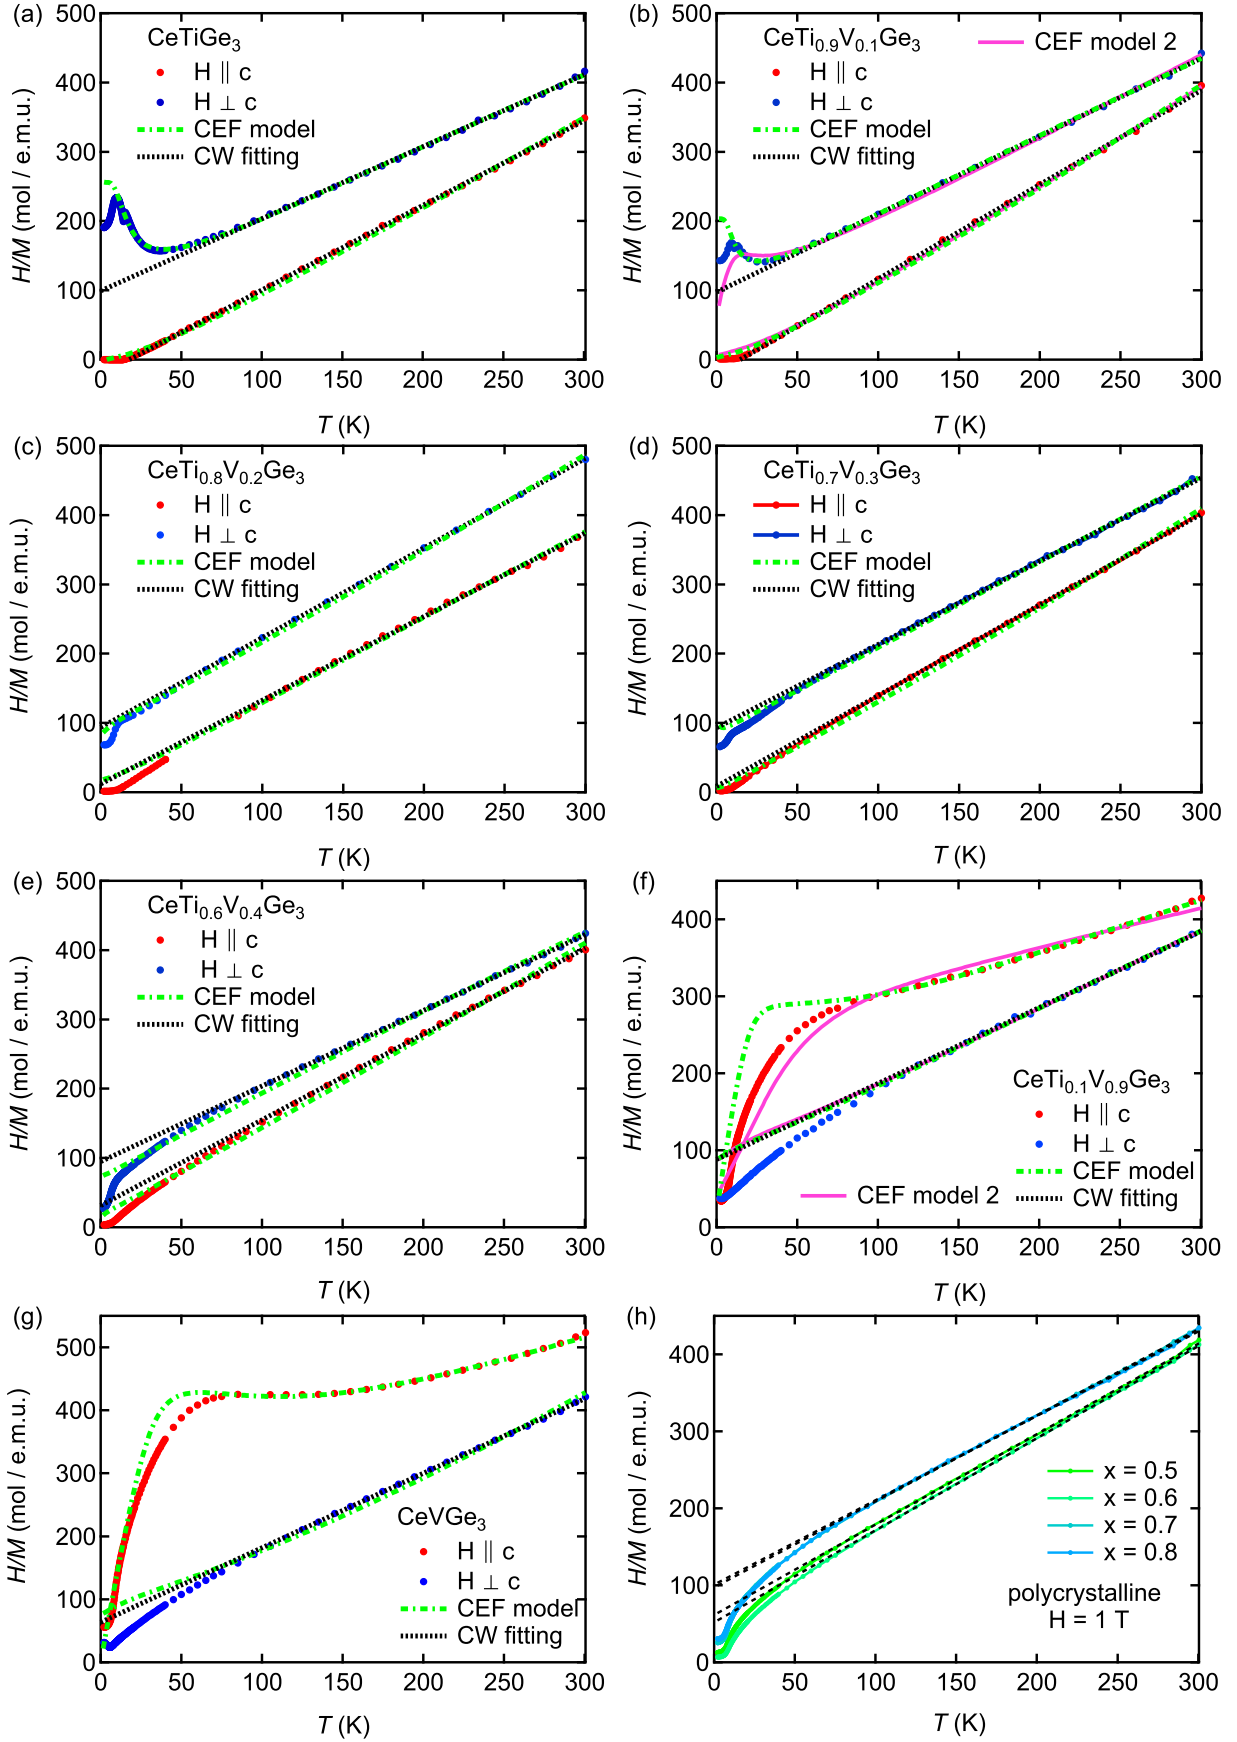 (a)
CeTiGe3
H ∥ c
H ⊥ c
CEF model
CW fitting
H/M (mol / e.m.u.)
500
400
300
200
100
0
0 50 100 150 200 250 300
T (K)
(b)
CeTi0.9V0.1Ge3
CEF model 2
H ∥ c
H ⊥ c
CEF model
CW fitting
H/M (mol / e.m.u.)
500
400
300
200
100
0
0 50 100 150 200 250 300
T (K)
(c)
CeTi0.8V0.2Ge3
H ∥ c
H ⊥ c
CEF model
CW fitting
H/M (mol / e.m.u.)
500
400
300
200
100
0
0 50 100 150 200 250 300
T (K)
(d)
CeTi0.7V0.3Ge3
H ∥ c
H ⊥ c
CEF model
CW fitting
H/M (mol / e.m.u.)
500
400
300
200
100
0
0 50 100 150 200 250 300
T (K)
(e)
CeTi0.6V0.4Ge3
H ∥ c
H ⊥ c
CEF model
CW fitting
H/M (mol / e.m.u.)
500
400
300
200
100
0
0 50 100 150 200 250 300
T (K)
(f)
CeTi0.1V0.9Ge3
H ∥ c
H ⊥ c
CEF model
CEF model 2
CW fitting
H/M (mol / e.m.u.)
400
300
200
100
0
0 50 100 150 200 250 300
T (K)
(g)
CeVGe3
H ∥ c
H ⊥ c
CEF model
CW fitting
H/M (mol / e.m.u.)
500
400
300
200
100
0
0 50 100 150 200 250 300
T (K)
(h)
x = 0.5
x = 0.6
x = 0.7
x = 0.8
polycrystalline
H = 1 T
H/M (mol / e.m.u.)
400
300
200
100
0
0 50 100 150 200 250 300
T (K)